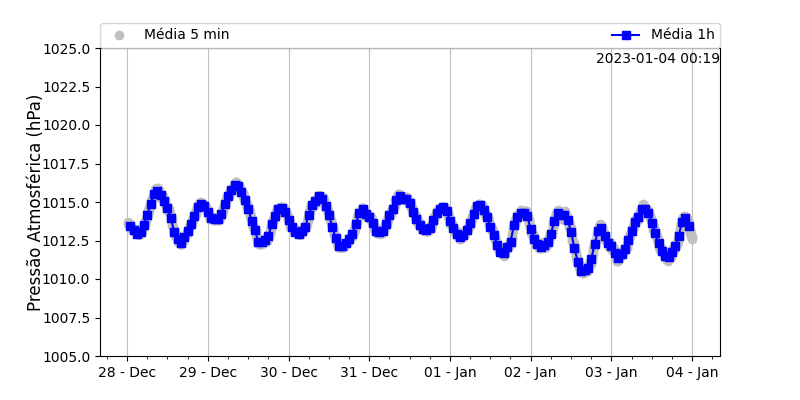 Média 5 min
Média 1h
2023-01-04 00:19
Pressão Atmosférica (hPa)
1025.0
1022.5
1020.0
1017.5
1015.0
1012.5
1010.0
1007.5
1005.0
28 - Dec
29 - Dec
30 - Dec
31 - Dec
01 - Jan
02 - Jan
03 - Jan
04 - Jan